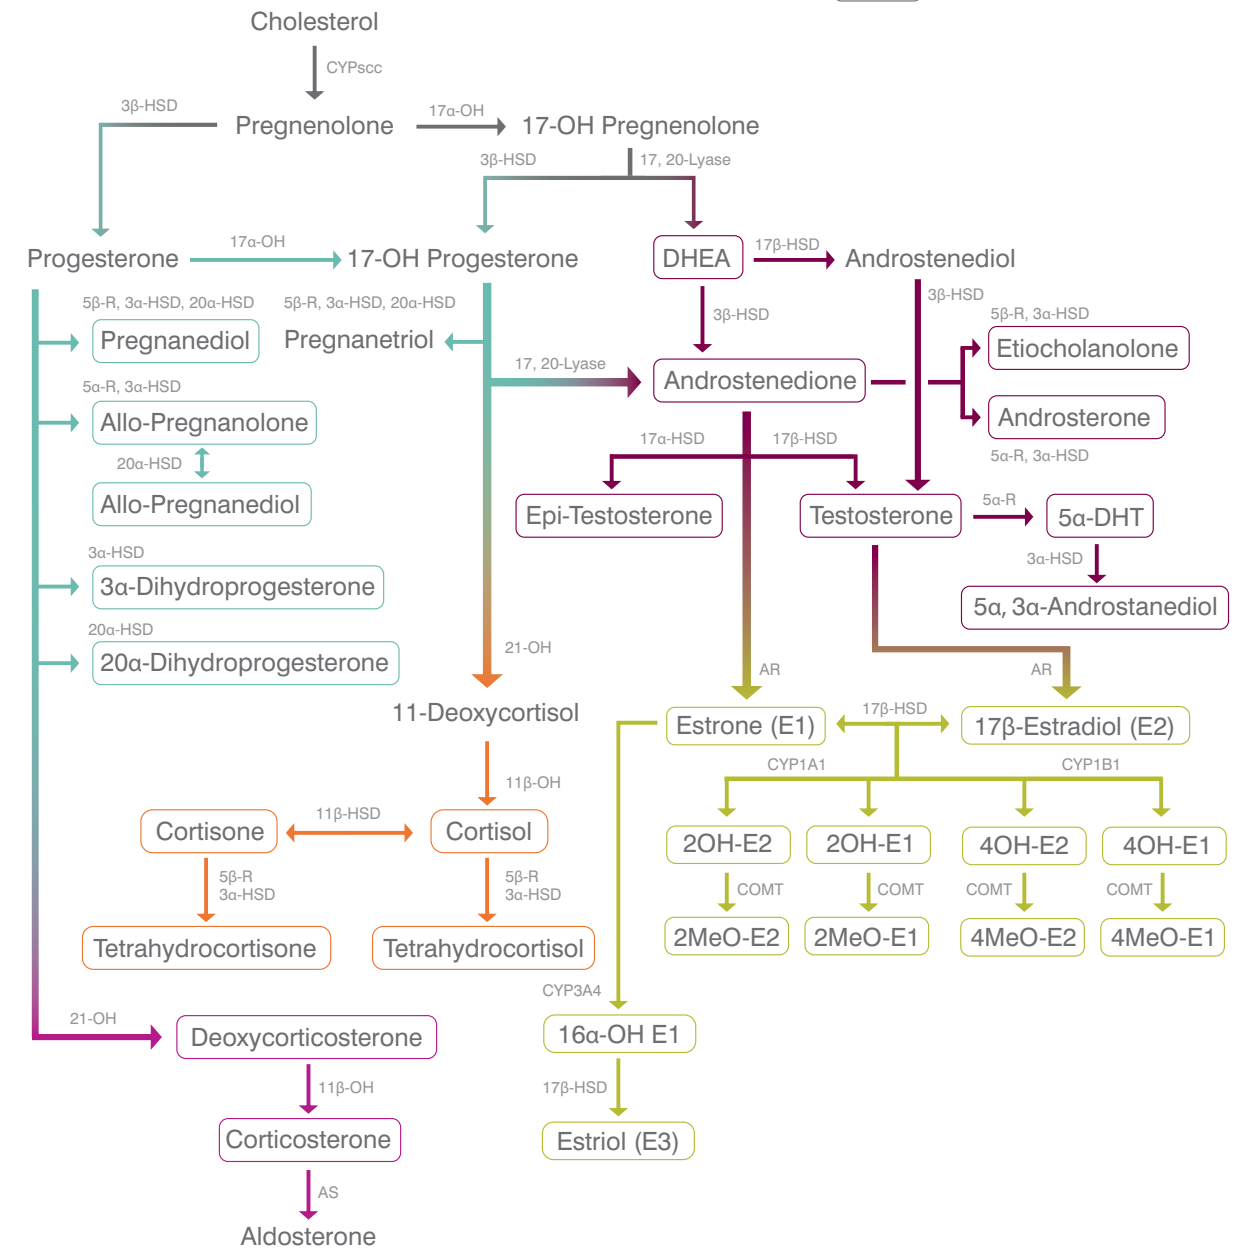 Cholesterol
CYPscc
3β-HSD
Pregnenolone
17α-OH
17-OH Pregnenolone
3β-HSD
17, 20-Lyase
Progesterone
17α-OH
17-OH Progesterone
DHEA
17β-HSD
Androstenediol
5β-R, 3α-HSD, 20α-HSD
Pregnanediol
5β-R, 3α-HSD, 20α-HSD
Pregnanetriol
3β-HSD
3β-HSD
5β-R, 3α-HSD
Etiocholanolone
17, 20-Lyase
Androstenedione
5α-R, 3α-HSD
Allo-Pregnanolone
Androsterone
5α-R, 3α-HSD
20α-HSD
Allo-Pregnanediol
17α-HSD
17β-HSD
Epi-Testosterone
Testosterone
5α-R
5α-DHT
3α-HSD
5α, 3α-Androstanediol
3α-HSD
3α-Dihydroprogesterone
20α-HSD
20α-Dihydroprogesterone
21-OH
AR
AR
11-Deoxycortisol
Estrone (E1)
17β-HSD
17β-Estradiol (E2)
CYP1A1
CYP1B1
11β-OH
Cortisone
11β-HSD
Cortisol
2OH-E2
2OH-E1
4OH-E2
4OH-E1
5β-R
3α-HSD
5β-R
3α-HSD
COMT
COMT
COMT
COMT
Tetrahydrocortisone
Tetrahydrocortisol
2MeO-E2
2MeO-E1
4MeO-E2
4MeO-E1
CYP3A4
21-OH
Deoxycorticosterone
16α-OH E1
11β-OH
17β-HSD
Corticosterone
Estriol (E3)
AS
Aldosterone